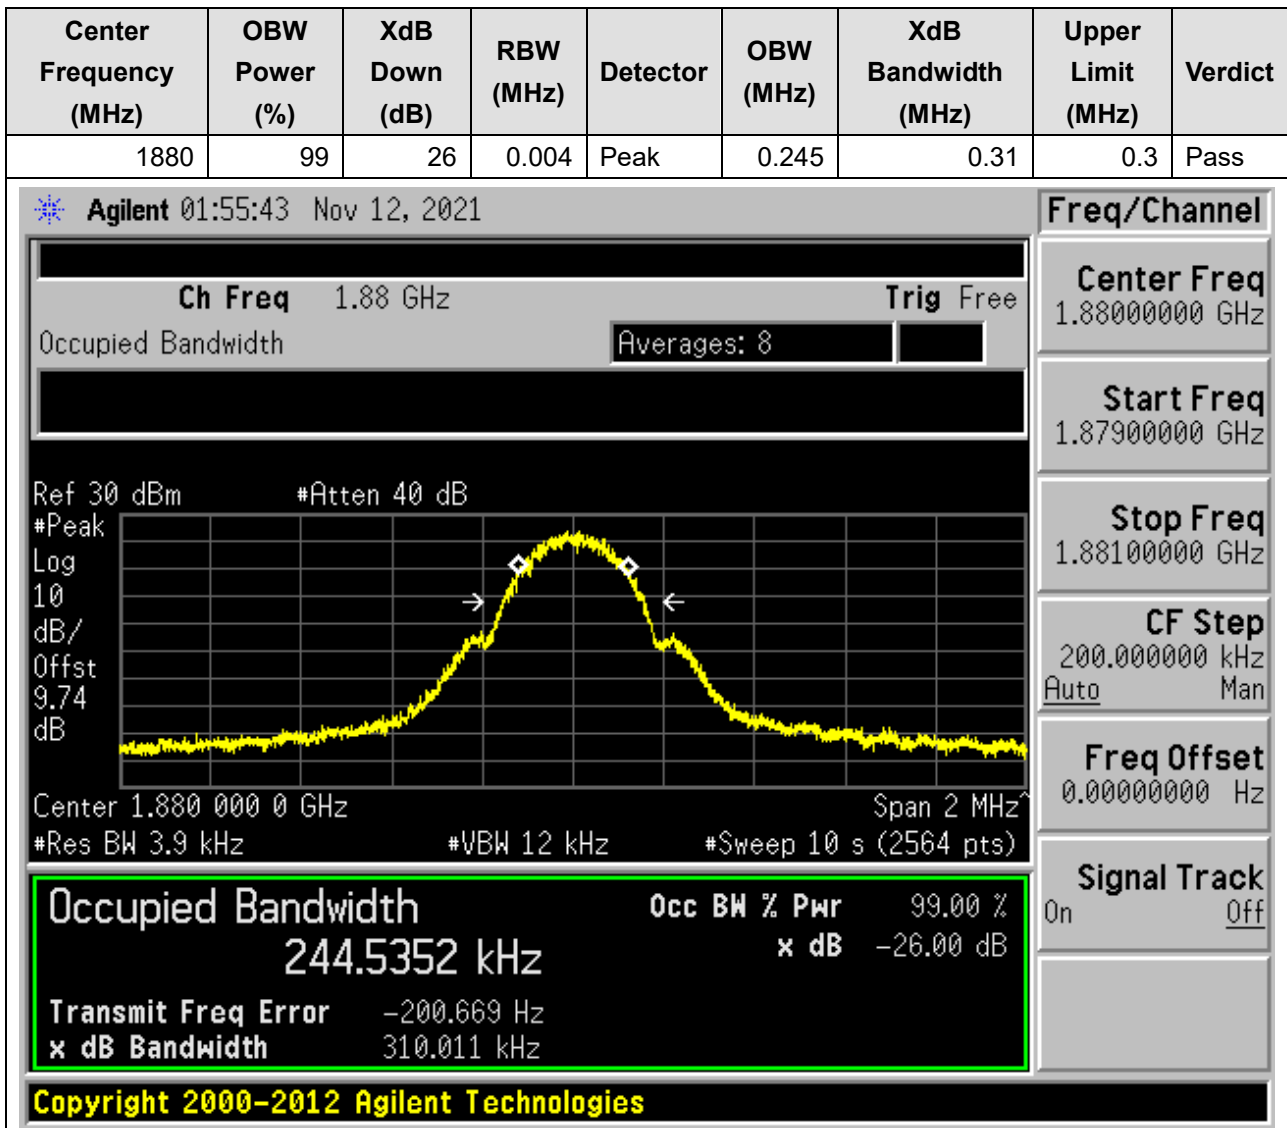 Center Frequency (MHz) OBW Power (%) XdB Down (dB) RBW (MHz) Detector OBW (MHz) XdB Bandwidth (MHz) Upper Limit (MHz) Verdict
1880 99 26 0.004 Peak 0.245 0.31 0.3 Pass
Agilent 01:55:43 Nov 12, 2021
Freq/Channel
Ch Freq 1.88 GHz Trig Free
Occupied Bandwidth Averages: 8
Center Freq
1.88000000 GHz
Start Freq
1.87900000 GHz
Stop Freq
1.88100000 GHz
CF Step
200.000000 kHz
Auto Man
Freq Offset
0.00000000 Hz
Signal Track
On Off
Ref 30 dBm #Atten 40 dB
#Peak
Log
10
dB/
Offst
9.74
dB
Center 1.880 000 0 GHz Span 2 MHz^
#Res BW 3.9 kHz #VBW 12 kHz #Sweep 10 s (2564 pts)
Occupied Bandwidth Occ BW % Pwr 99.00 %
244.5352 kHz x dB -26.00 dB
Transmit Freq Error -200.669 Hz
x dB Bandwidth 310.011 kHz
Copyright 2000-2012 Agilent Technologies